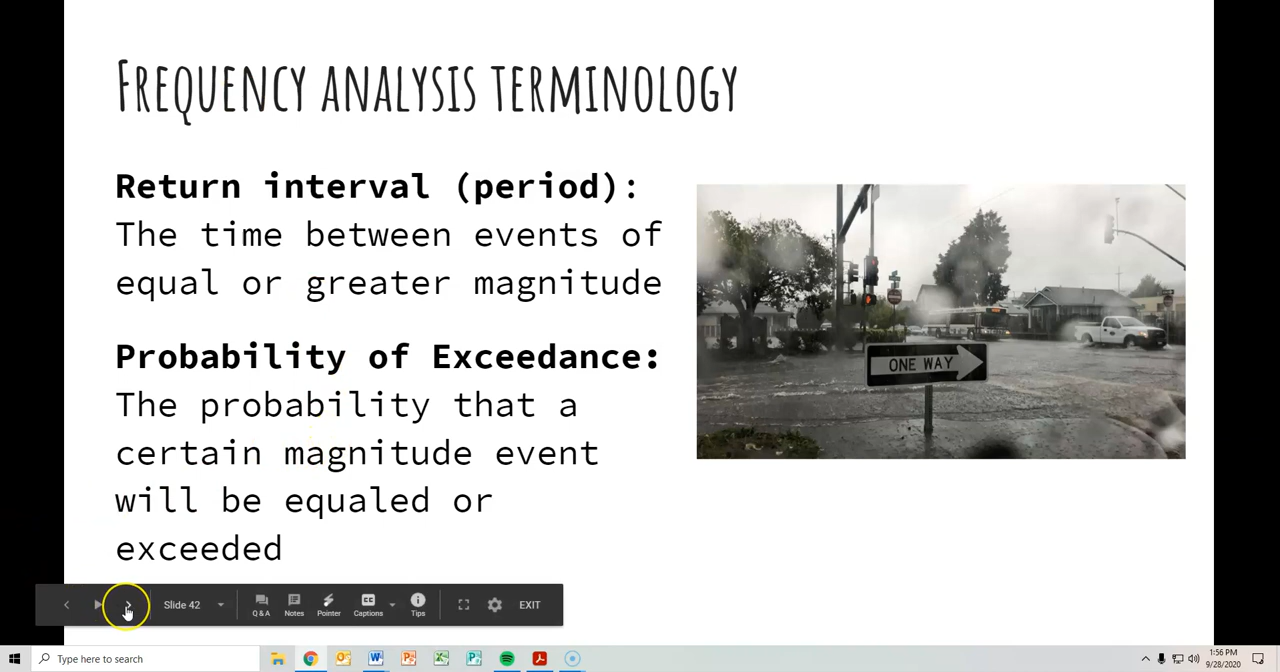 Frequency analysis terminology
Return interval (period):
The time between events of
equal or greater magnitude
Probability of Exceedance:
The probability that a
certain magnitude event
will be equaled or
exceeded
ONE WAY
Slide 42
Q & A
Notes
Pointer
Captions
Tips
EXIT
Type here to search
1:56 PM
9/28/2020